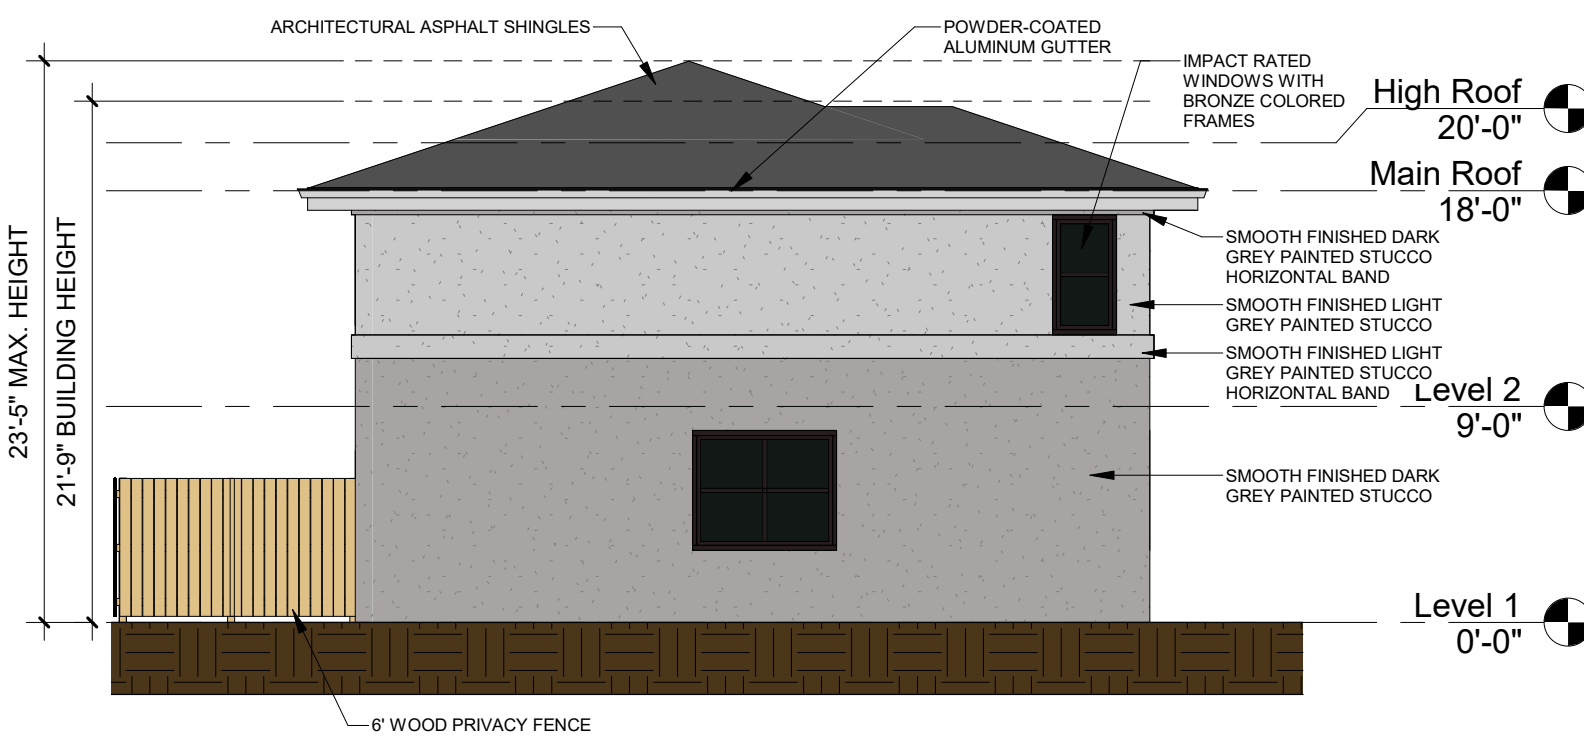 ARCHITECTURAL ASPHALT SHINGLES
POWDER-COATED
ALUMINUM GUTTER
IMPACT RATED
WINDOWS WITH
BRONZE COLORED
FRAMES
High Roof
20'-0"
Main Roof
18'-0"
SMOOTH FINISHED DARK
GREY PAINTED STUCCO
HORIZONTAL BAND
SMOOTH FINISHED LIGHT
GREY PAINTED STUCCO
SMOOTH FINISHED LIGHT
GREY PAINTED STUCCO
HORIZONTAL BAND
Level 2
9'-0"
SMOOTH FINISHED DARK
GREY PAINTED STUCCO
Level 1
0'-0"
23'-5" MAX. HEIGHT
21'-9" BUILDING HEIGHT
6' WOOD PRIVACY FENCE